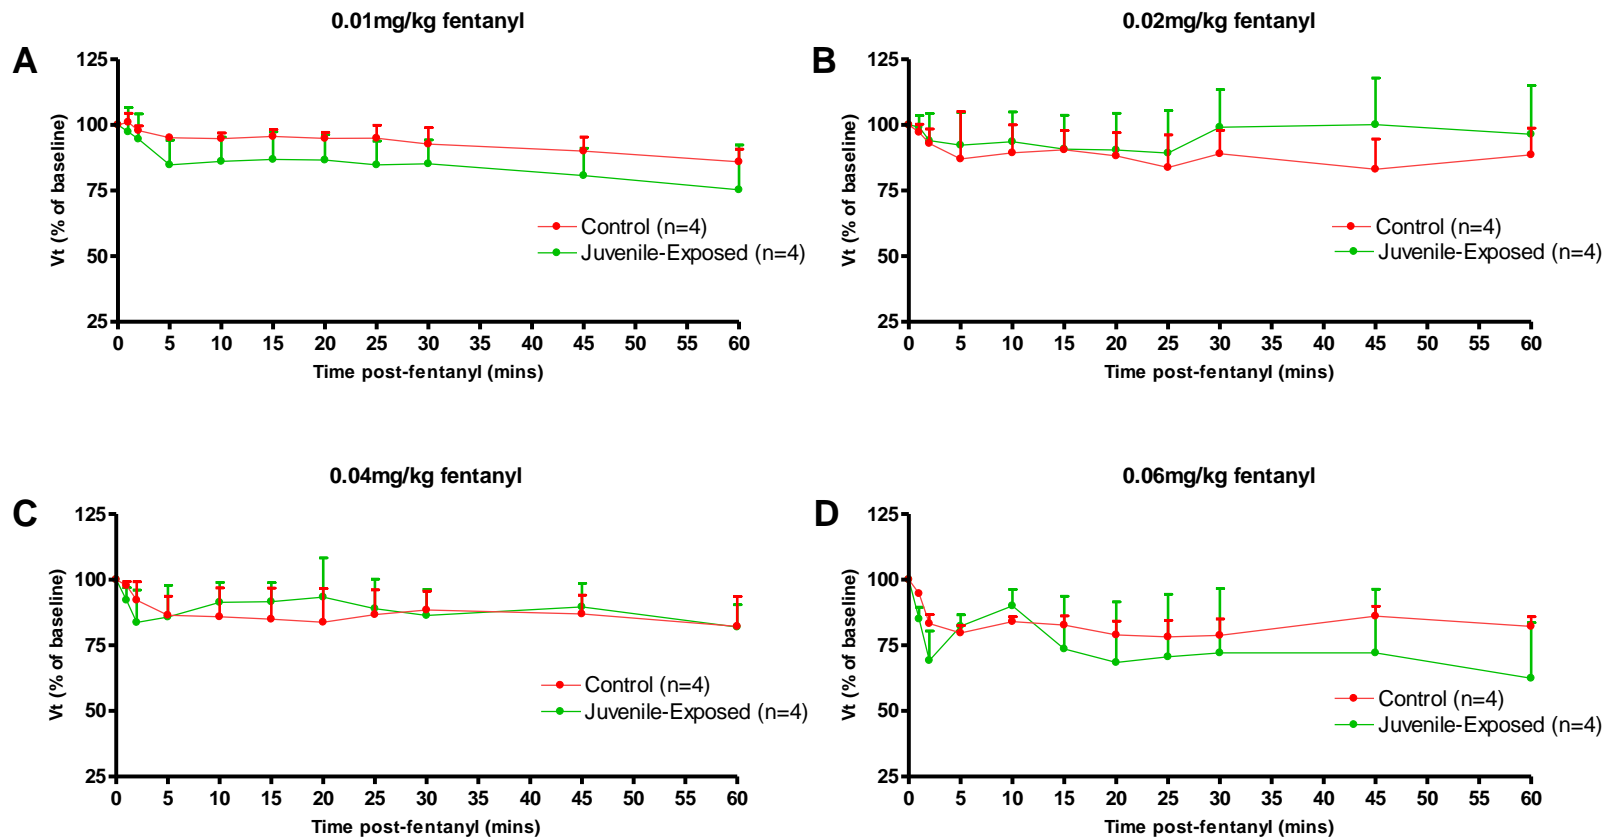 0.01mg/kg fentanyl
A
125
100
75
50
25
Vt (% of baseline)
Control (n=4)
Juvenile-Exposed (n=4)
0 5 10 15 20 25 30 35 40 45 50 55 60
Time post-fentanyl (mins)
0.02mg/kg fentanyl
B
125
100
75
50
25
Vt (% of baseline)
Control (n=4)
Juvenile-Exposed (n=4)
0 5 10 15 20 25 30 35 40 45 50 55 60
Time post-fentanyl (mins)
0.04mg/kg fentanyl
C
125
100
75
50
25
Vt (% of baseline)
Control (n=4)
Juvenile-Exposed (n=4)
0 5 10 15 20 25 30 35 40 45 50 55 60
Time post-fentanyl (mins)
0.06mg/kg fentanyl
D
125
100
75
50
25
Vt (% of baseline)
Control (n=4)
Juvenile-Exposed (n=4)
0 5 10 15 20 25 30 35 40 45 50 55 60
Time post-fentanyl (mins)